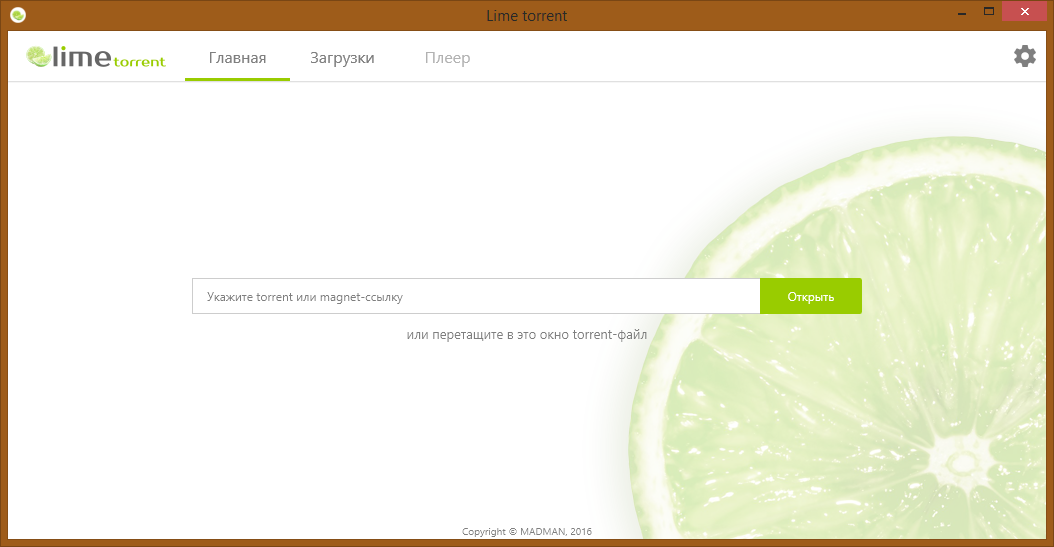 Lime torrent
lime torrent
Главная
Загрузки
Плеер
Укажите torrent или magnet-ссылку
Открыть
или перетащите в это окно torrent-файл
Copyright © MADMAN, 2016